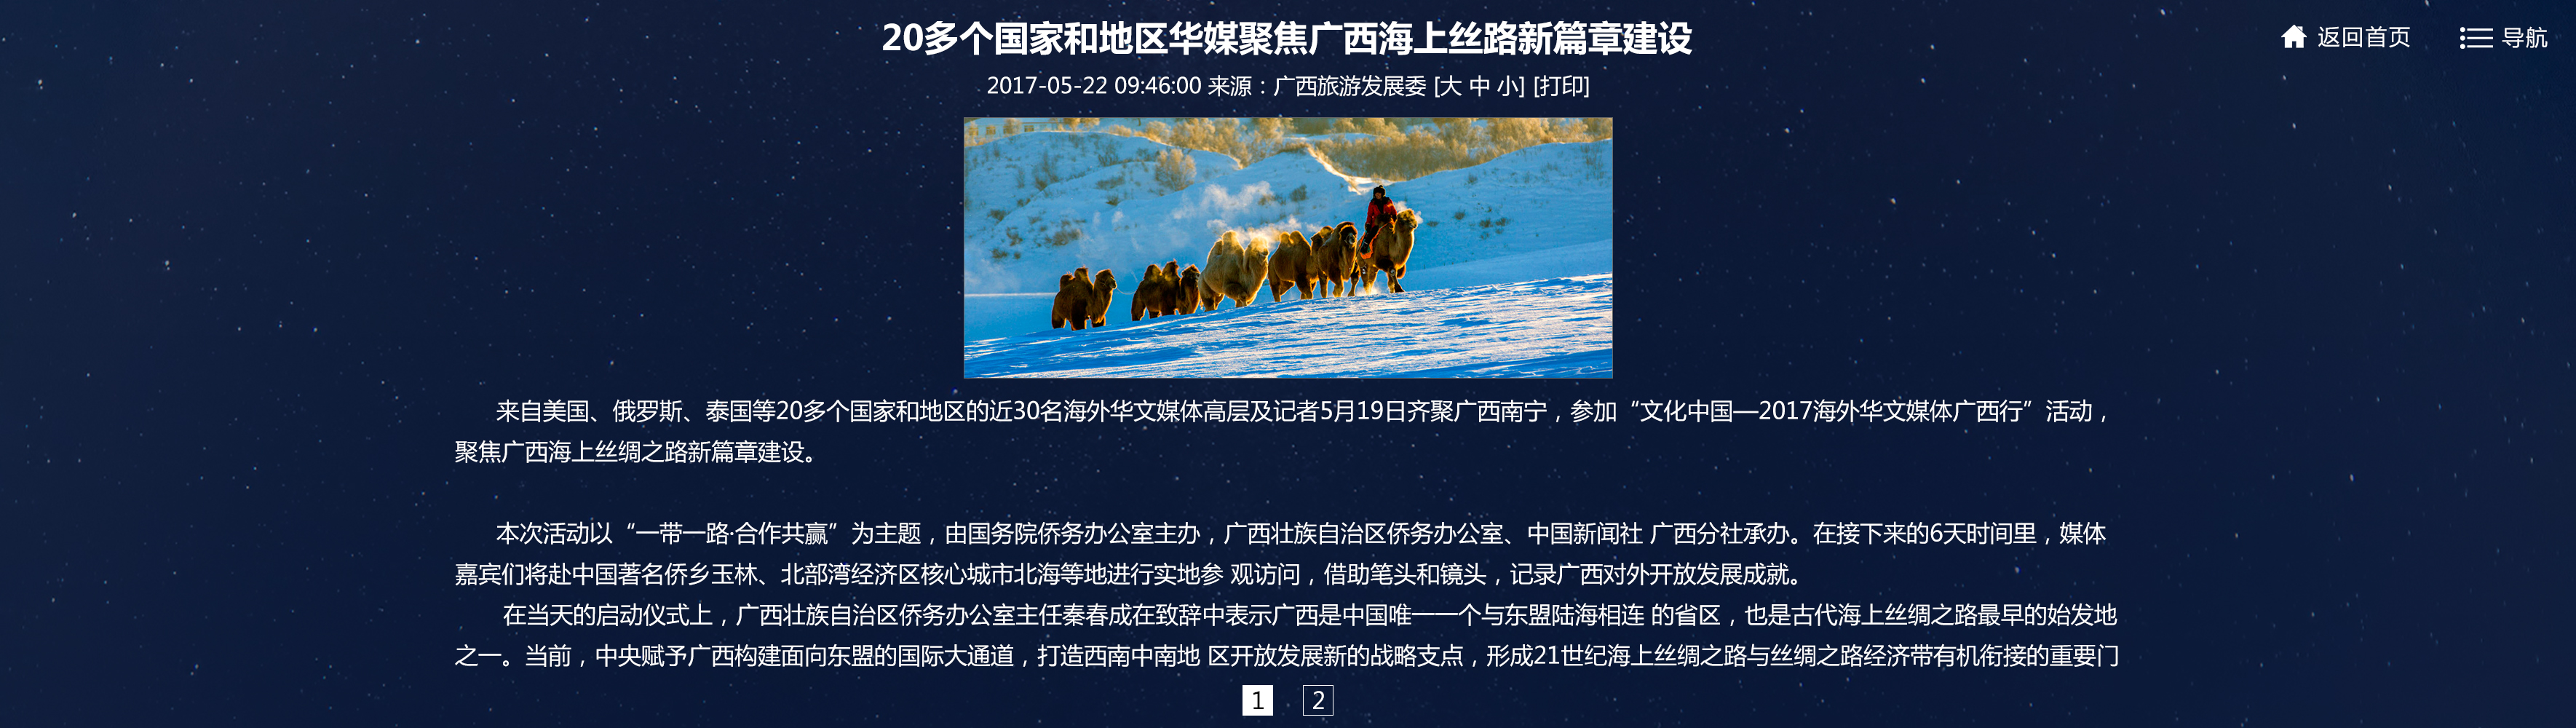 20多个国家和地区华媒聚焦广西海上丝路新篇章建设
返回首页
导航
2017-05-22 09:46:00 来源：广西旅游发展委 [大 中 小] [打印]
来自美国、俄罗斯、泰国等20多个国家和地区的近30名海外华文媒体高层及记者5月19日齐聚广西南宁，参加“文化中国—2017海外华文媒体广西行”活动，
聚焦广西海上丝绸之路新篇章建设。
本次活动以“一带一路·合作共赢”为主题，由国务院侨务办公室主办，广西壮族自治区侨务办公室、中国新闻社 广西分社承办。在接下来的6天时间里，媒体
嘉宾们将赴中国著名侨乡玉林、北部湾经济区核心城市北海等地进行实地参 观访问，借助笔头和镜头，记录广西对外开放发展成就。
在当天的启动仪式上，广西壮族自治区侨务办公室主任秦春成在致辞中表示广西是中国唯一一个与东盟陆海相连 的省区，也是古代海上丝绸之路最早的始发地
之一。当前，中央赋予广西构建面向东盟的国际大通道，打造西南中南地 区开放发展新的战略支点，形成21世纪海上丝绸之路与丝绸之路经济带有机衔接的重要门
1 2